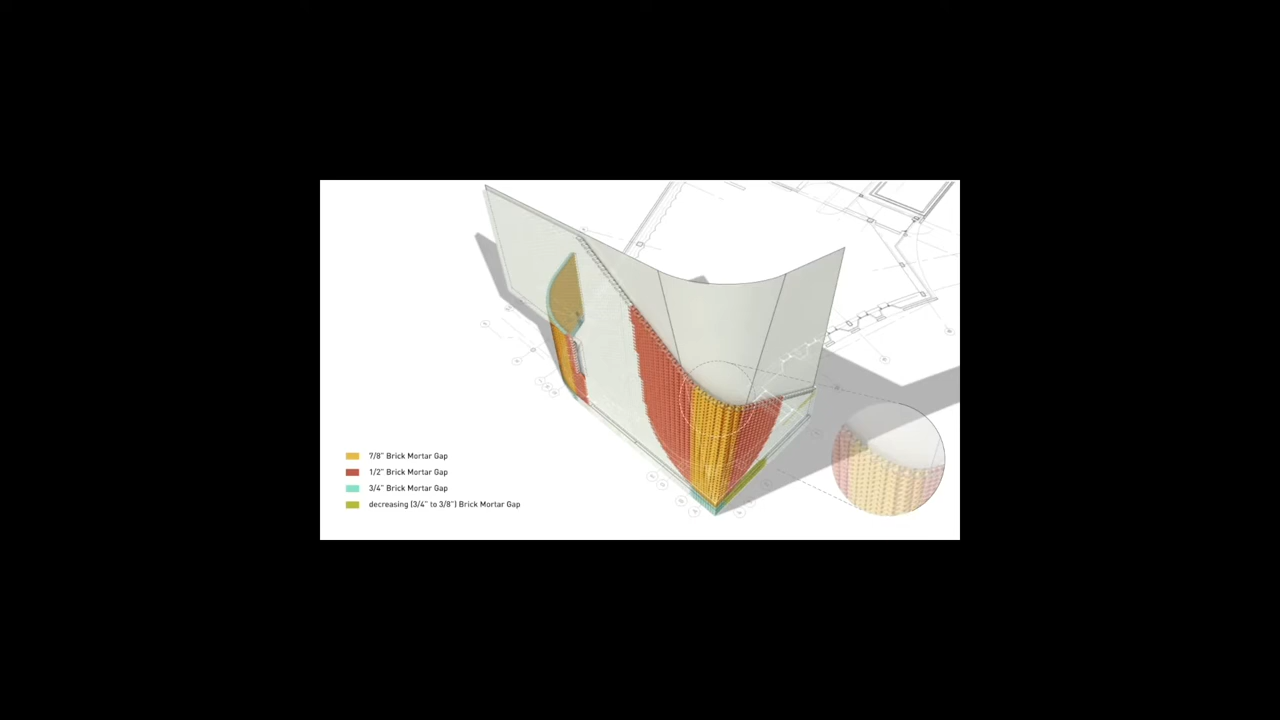 7/8" Brick Mortar Gap
1/2" Brick Mortar Gap
3/4" Brick Mortar Gap
decreasing (3/4" to 3/8") Brick Mortar Gap